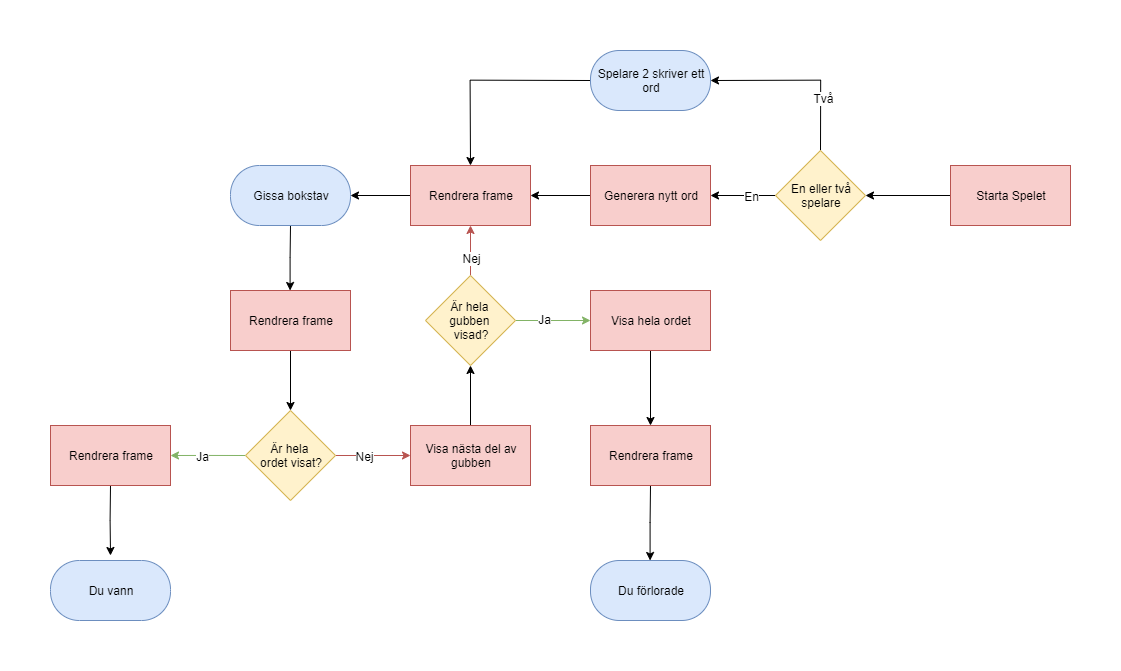 Spelare 2 skriver ett
ord
Två
Gissa bokstav
Rendrera frame
Generera nytt ord
En
En eller två
spelare
Starta Spelet
Nej
Rendrera frame
Är hela
gubben
visad?
Ja
Visa hela ordet
Rendrera frame
Ja
Är hela
ordet visat?
Nej
Visa nästa del av
gubben
Rendrera frame
Du vann
Du förlorade